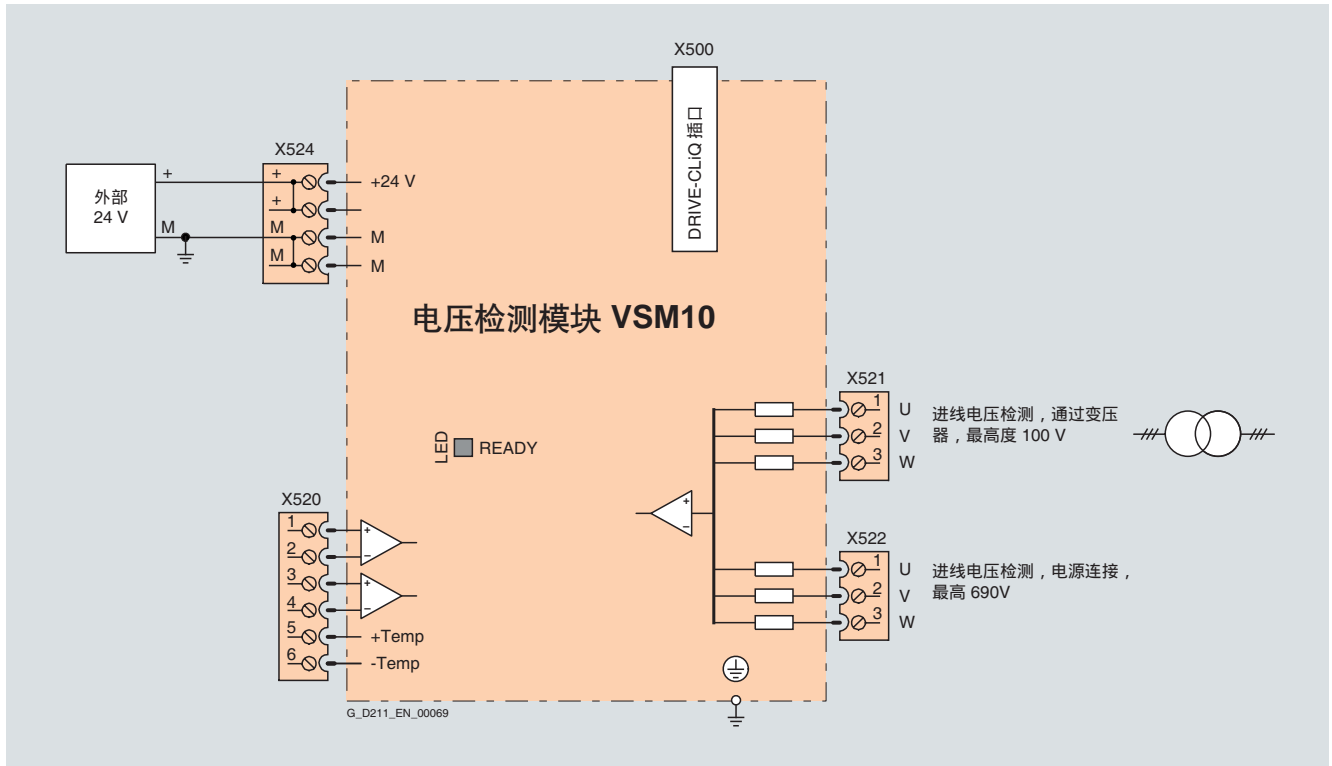 X500
DRIVE-CLiQ 插口
X524
外部
24 V
+
M
+
+
M
M
+24 V
M
M
电压检测模块 VSM10
LED
READY
X521
1
2
3
U
V
W
进线电压检测，通过变压
器，最高度 100 V
+
−
X520
1
2
3
4
5
6
+
−
+
−
+Temp
-Temp
X522
1
2
3
U
V
W
进线电压检测，电源连接，
最高 690V
G_D211_EN_00069